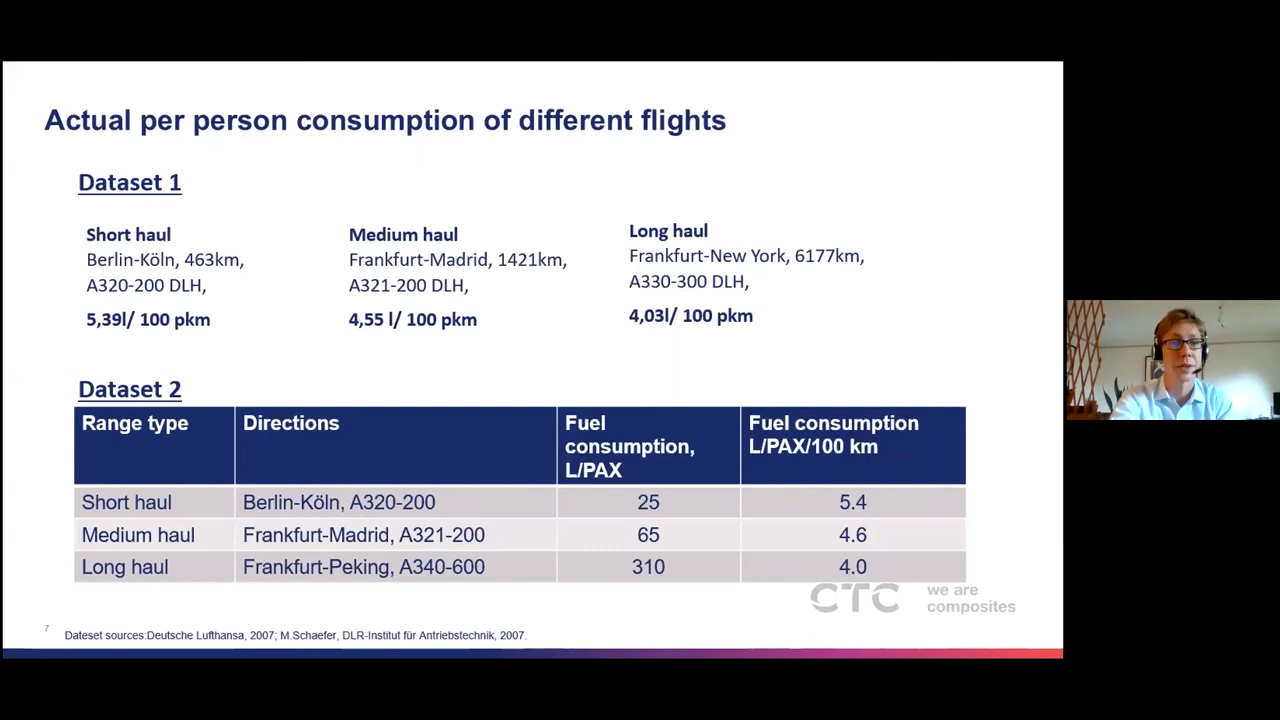 Actual per person consumption of different flights
Dataset 1
Short haul
Berlin-Köln, 463km,
A320-200 DLH,
5,39l/ 100 pkm
Medium haul
Frankfurt-Madrid, 1421km,
A321-200 DLH,
4,55 l/ 100 pkm
Long haul
Frankfurt-New York, 6177km,
A330-300 DLH,
4,03l/ 100 pkm
Dataset 2
Range type
Directions
Fuel
consumption,
L/PAX
Fuel consumption
L/PAX/100 km
Short haul
Berlin-Köln, A320-200
25
5.4
Medium haul
Frankfurt-Madrid, A321-200
65
4.6
Long haul
Frankfurt-Peking, A340-600
310
4.0
CTC
we are
composites
7
Dateset sources:Deutsche Lufthansa, 2007; M.Schaefer, DLR-Institut für Antriebstechnik, 2007.